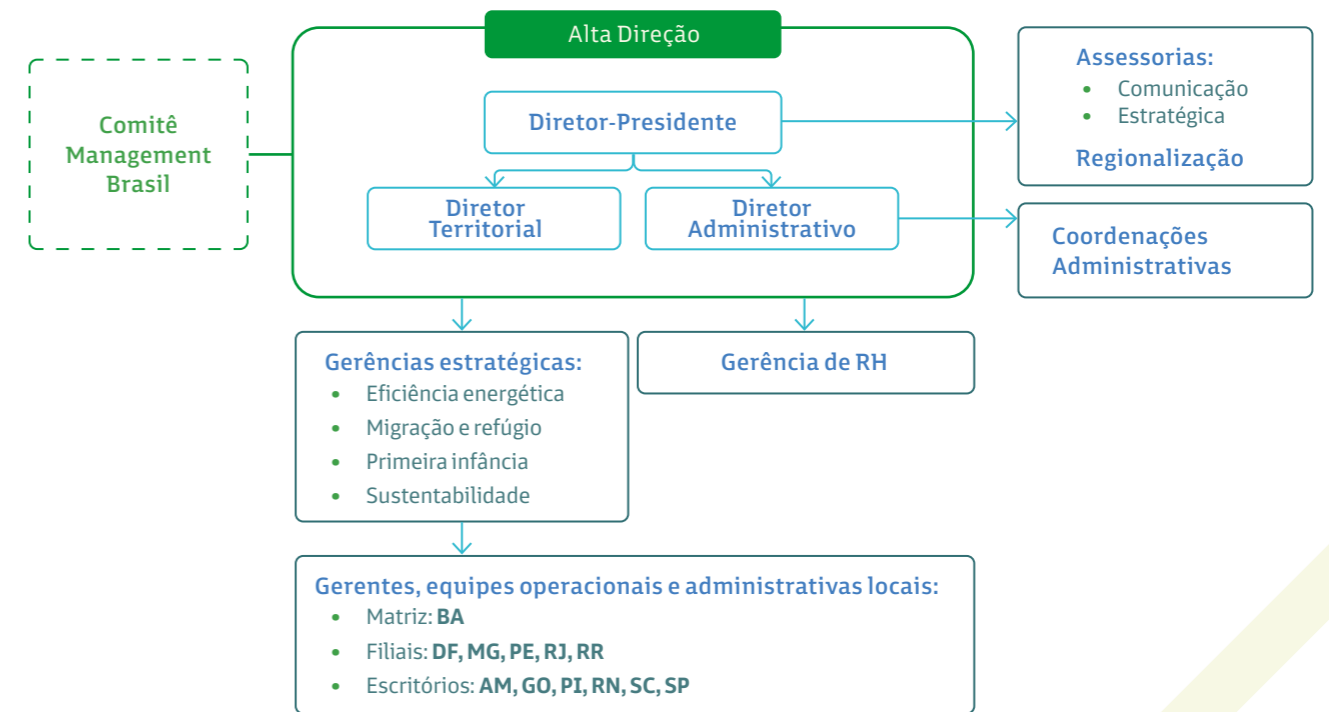 Alta Direção
Comitê
Management
Brasil
Diretor-Presidente
Diretor
Territorial
Diretor
Administrativo
Assessorias:
• Comunicação
• Estratégica
Regionalização
Coordenações
Administrativas
Gerências estratégicas:
• Eficiência energética
• Migração e refúgio
• Primeira infância
• Sustentabilidade
Gerência de RH
Gerentes, equipes operacionais e administrativas locais:
• Matriz: BA
• Filiais: DF, MG, PE, RJ, RR
• Escritórios: AM, GO, PI, RN, SC, SP